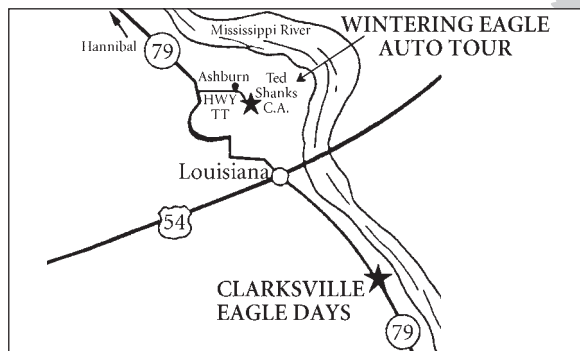 WINTERING EAGLE
AUTO TOUR
Mississippi River
Hannibal
79
Ashburn
HWY
TT
Ted
Shanks
C.A.
Louisiana
54
CLARKSVILLE
EAGLE DAYS
79